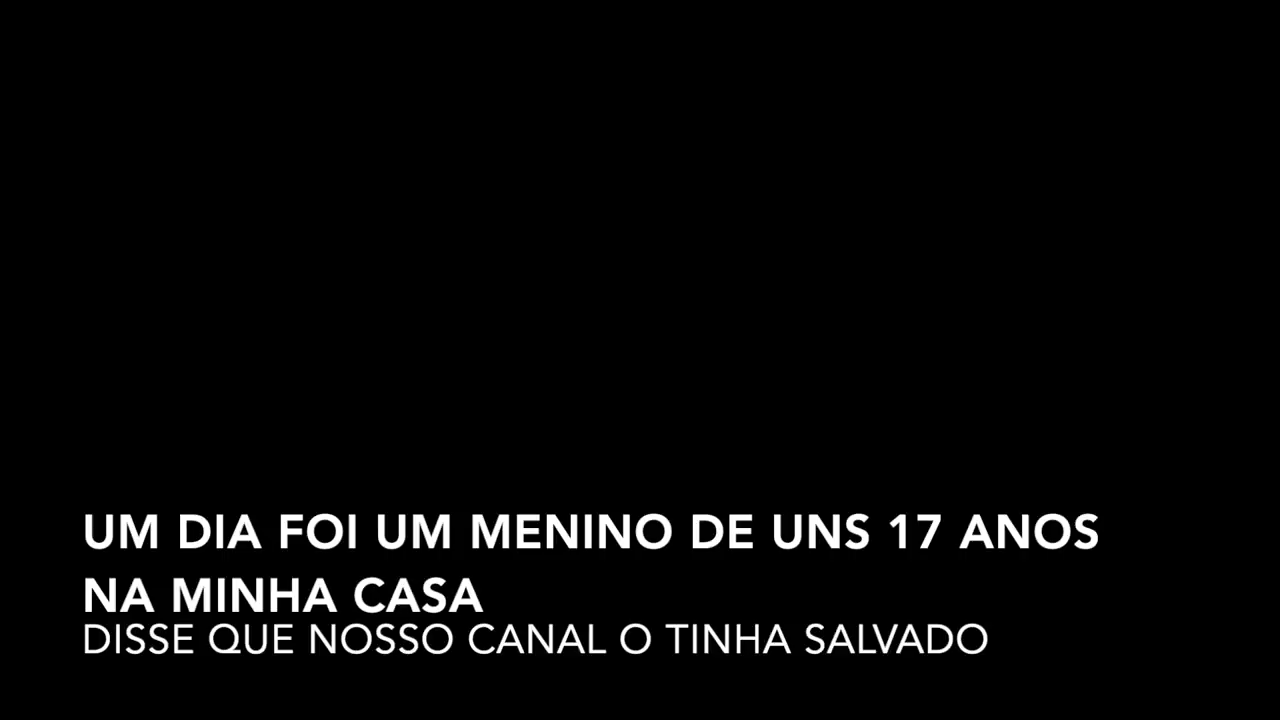 UM DIA FOI UM MENINO DE UNS 17 ANOS
NA MINHA CASA
DISSE QUE NOSSO CANAL O TINHA SALVADO